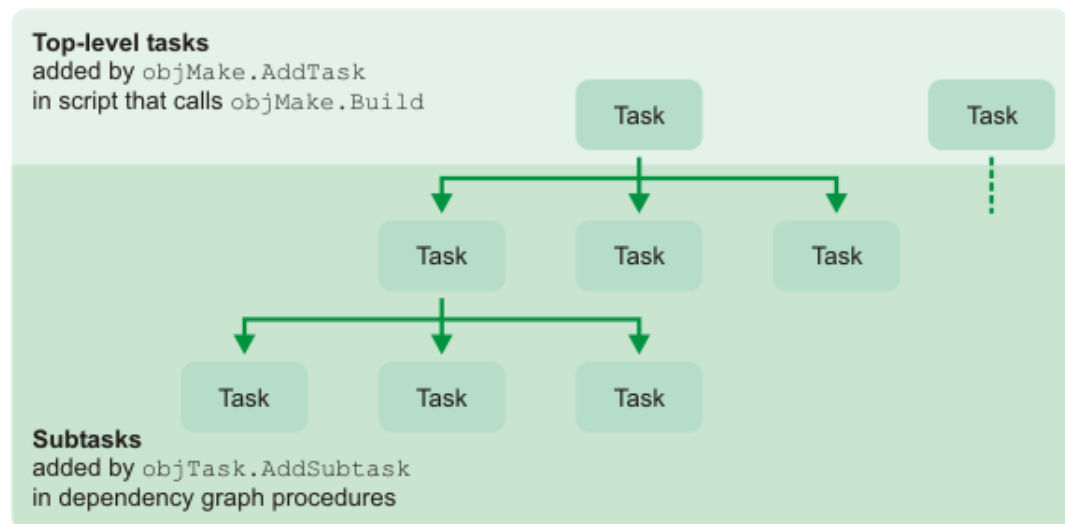 Top-level tasks
added by objMake.AddTask
in script that calls objMake.Build
Task
Task
Task
Task
Task
Task
Task
Task
Subtasks
added by objTask.AddSubtask
in dependency graph procedures